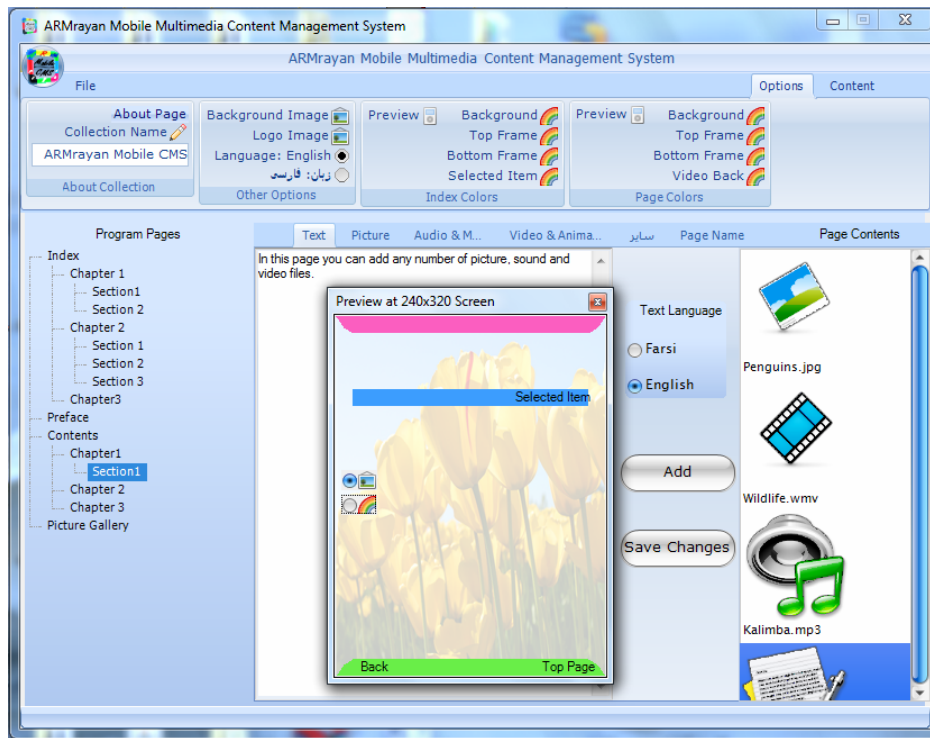 ARMrayan Mobile Multimedia Content Management System
ARMrayan Mobile Multimedia Content Management System
File
Options
Content
About Page
Collection Name
ARMrayan Mobile CMS
About Collection
Background Image
Logo Image
Language: English
زبان: فارسی
Other Options
Preview
Background
Top Frame
Bottom Frame
Selected Item
Index Colors
Preview
Background
Top Frame
Bottom Frame
Video Back
Page Colors
Program Pages
Index
Chapter 1
Section1
Section 2
Chapter 2
Section 1
Section 2
Section 3
Chapter3
Preface
Contents
Chapter1
Section1
Chapter 2
Chapter 3
Picture Gallery
Text
Picture
Audio & M...
Video & Anima...
سایر
Page Name
Page Contents
In this page you can add any number of picture, sound and
video files.
Preview at 240x320 Screen
Selected Item
Back
Top Page
Text Language
Farsi
English
Add
Save Changes
Penguins.jpg
Wildlife.wmv
Kalimba.mp3